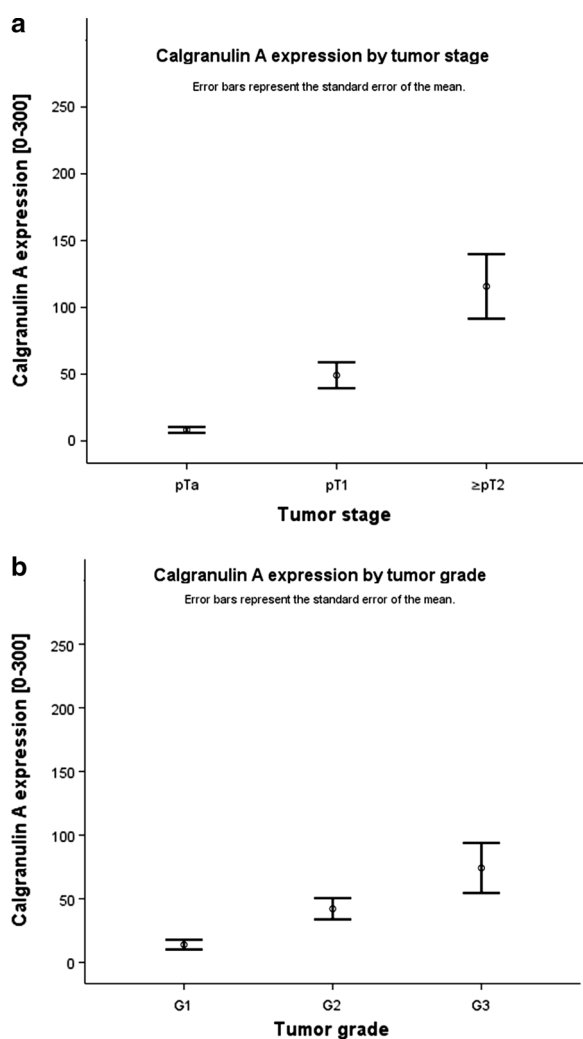 a
Calgranulin A expression by tumor stage
Error bars represent the standard error of the mean.
Calgranulin A expression [0-300]
250
200
150
100
50
0
pTa pT1 ≥pT2
Tumor stage
b
Calgranulin A expression by tumor grade
Error bars represent the standard error of the mean.
Calgranulin A expression [0-300]
250
200
150
100
50
0
G1 G2 G3
Tumor grade